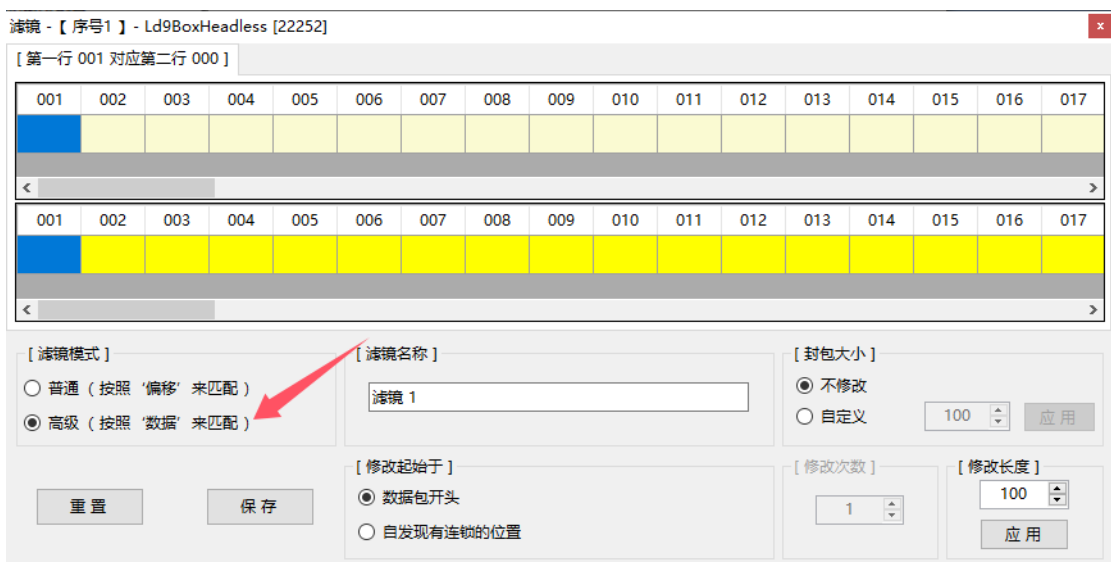 滤镜 -【 序号1 】- Ld9BoxHeadless [22252]
x
[ 第一行 001 对应第二行 000 ]
001 002 003 004 005 006 007 008 009 010 011 012 013 014 015 016 017
001 002 003 004 005 006 007 008 009 010 011 012 013 014 015 016 017
[ 滤镜模式 ]
普通（ 按照‘偏移’来匹配 ）
高级（ 按照‘数据’来匹配 ）
重 置
保 存
[ 滤镜名称 ]
滤镜 1
[ 修改起始于 ]
数据包开头
自发现有连锁的位置
[ 封包大小 ]
不修改
自定义
100
应 用
[ 修改次数 ]
1
[ 修改长度 ]
100
应 用